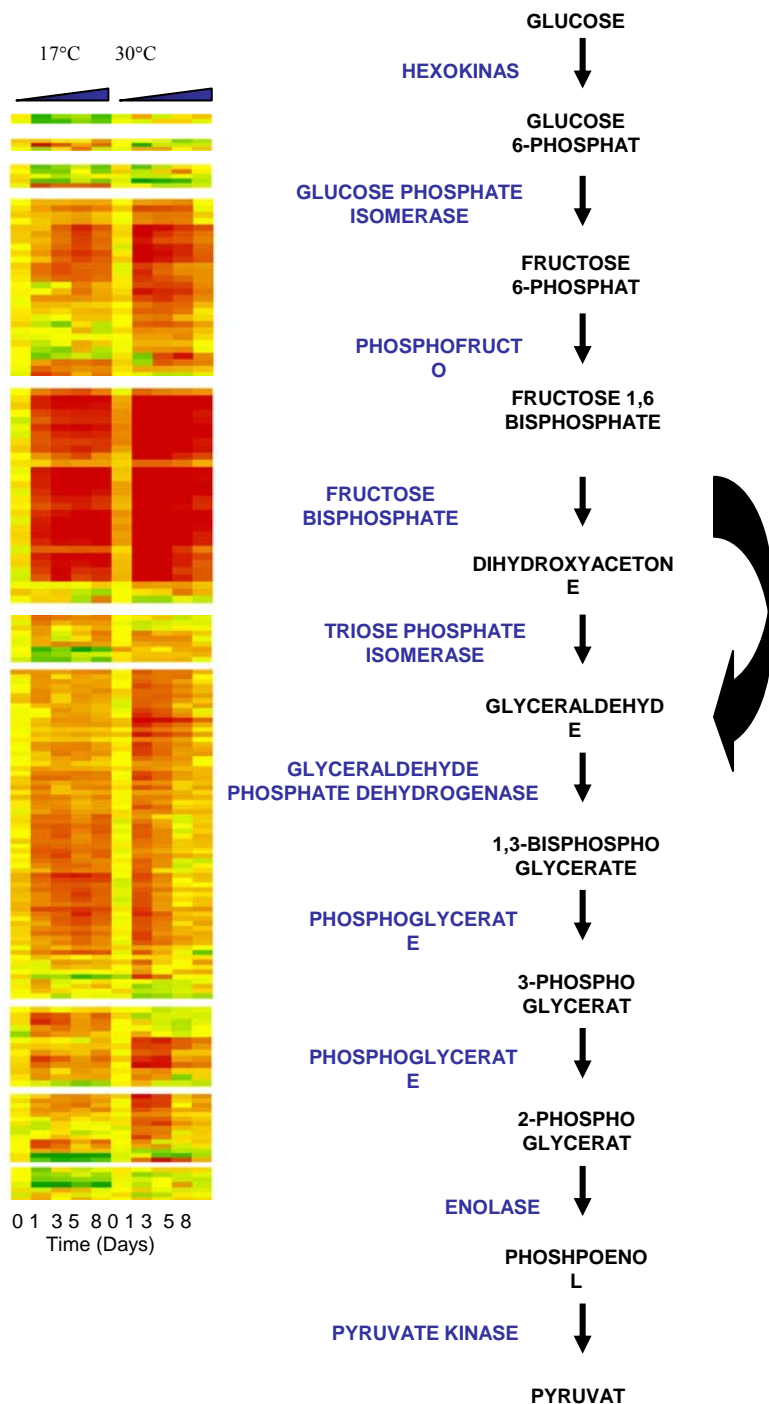 17°C 30°C
0 1 3 5 8 0 1 3 5 8
Time (Days)
GLUCOSE
HEXOKINAS
GLUCOSE
6-PHOSPHAT
GLUCOSE PHOSPHATE
ISOMERASE
FRUCTOSE
6-PHOSPHAT
PHOSPHOFRUCT
O
FRUCTOSE 1,6
BISPHOSPHATE
FRUCTOSE
BISPHOSPHATE
DIHYDROXYACETON
E
TRIOSE PHOSPHATE
ISOMERASE
GLYCERALDEHYD
E
GLYCERALDEHYDE
PHOSPHATE DEHYDROGENASE
1,3-BISPHOSPHO
GLYCERATE
PHOSPHOGLYCERAT
E
3-PHOSPHO
GLYCERAT
PHOSPHOGLYCERAT
E
2-PHOSPHO
GLYCERAT
ENOLASE
PHOSHPOENO
L
PYRUVATE KINASE
PYRUVAT